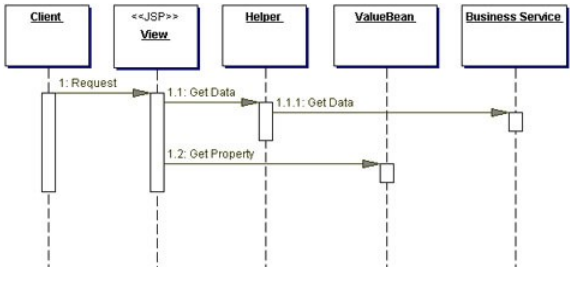 Client
<<JSP>>
View
Helper
ValueBean
Business Service
1: Request
1.1: Get Data
1.1.1: Get Data
1.2: Get Property